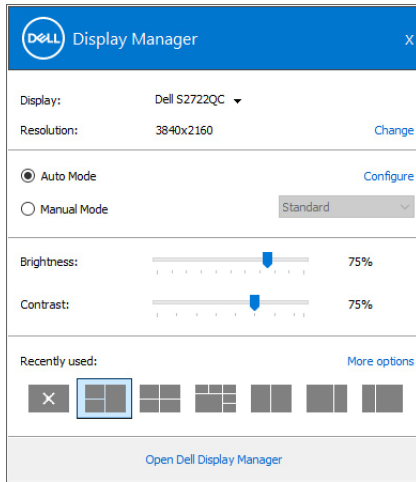 DELL Display Manager X
Display: Dell S2722QC
Resolution: 3840x2160 Change
Auto Mode Configure
Manual Mode Standard
Brightness: 75%
Contrast: 75%
Recently used: More options
Open Dell Display Manager